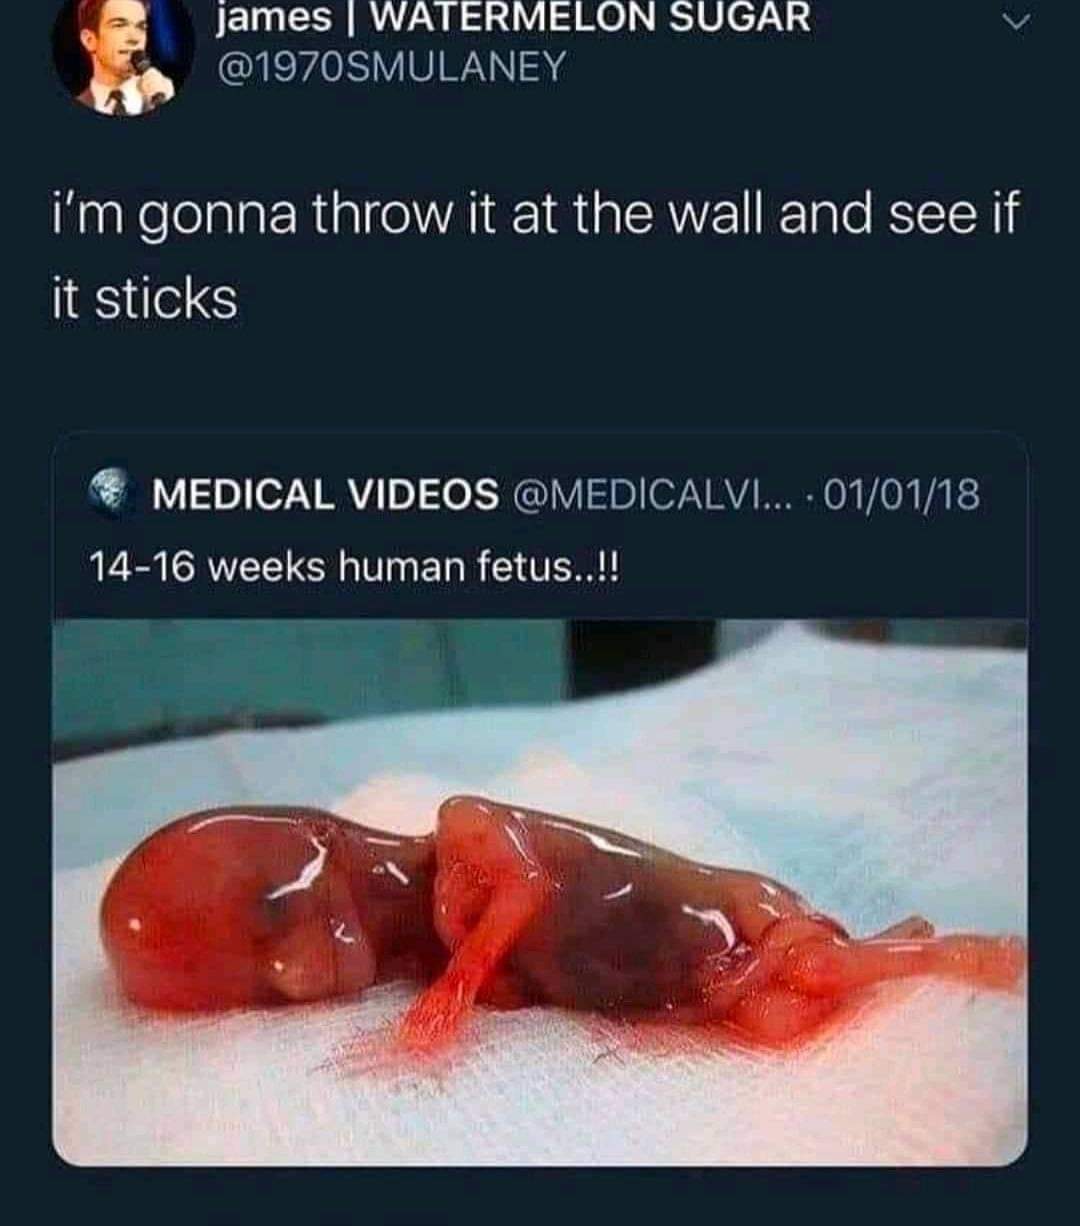 james | WATERMELON SUGAR
@1970SMULANEY
i'm gonna throw it at the wall and see if
it sticks
MEDICAL VIDEOS @MEDICALVI... · 01/01/18
14-16 weeks human fetus..!!